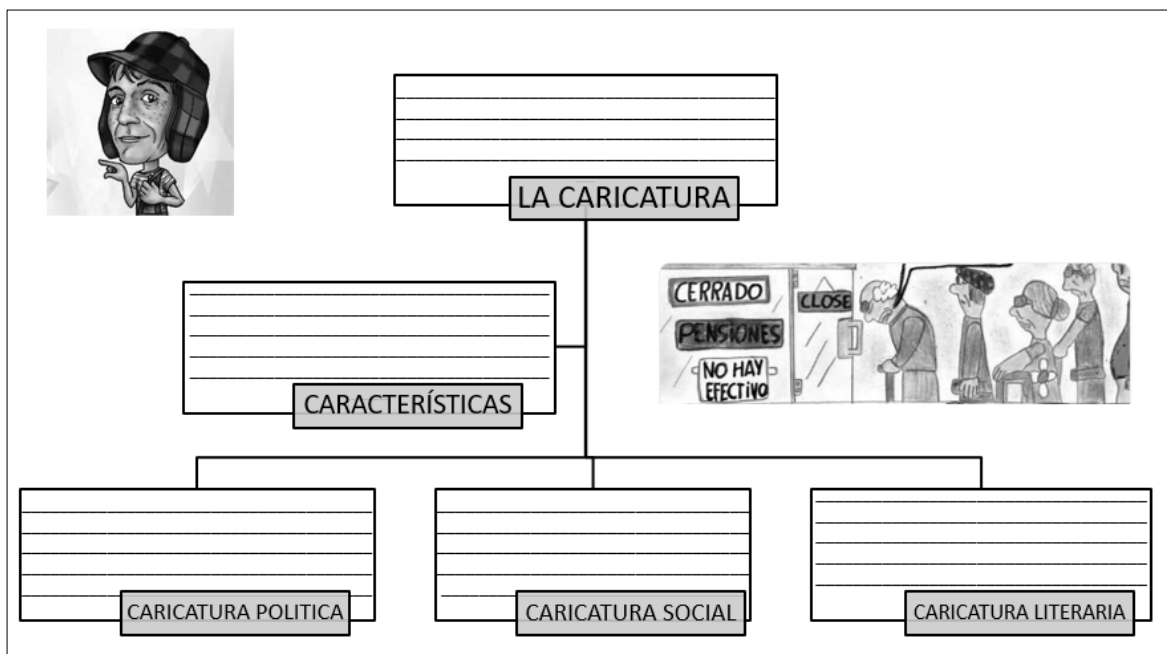 LA CARICATURA
CERRADO
CLOSE
PENSIONES
NO HAY
EFECTIVO
CARACTERÍSTICAS
CARICATURA POLITICA
CARICATURA SOCIAL
CARICATURA LITERARIA